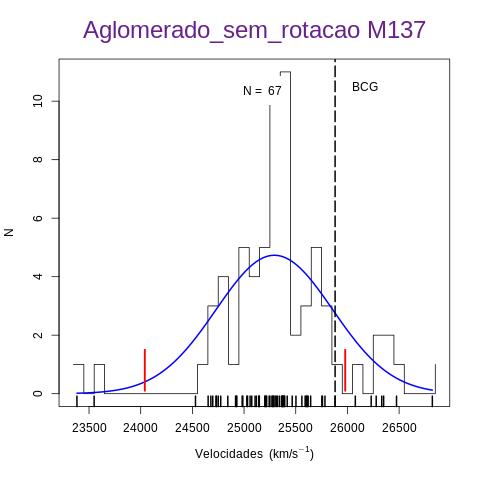 Aglomerado_sem_rotacao M137
N = 67
BCG
N
10
8
6
4
2
0
23500 24000 24500 25000 25500 26000 26500
Velocidades (km/s⁻¹)